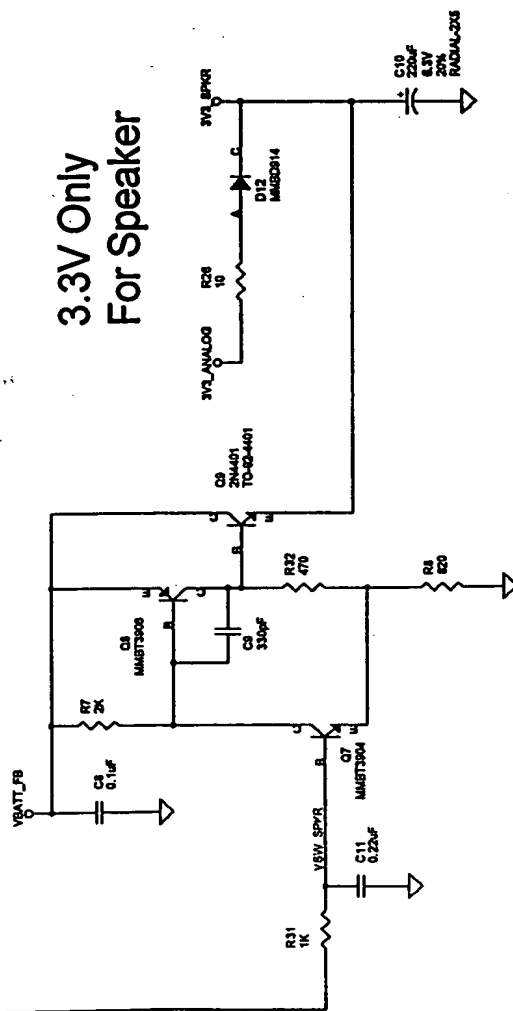 3.3V Only
For Speaker
VBATT_FB
C8
0.1uF
R7
2K
Q8
MMBT3906
B
E
C
C9
330pF
Q9
2N4401
TO-92-4401
B
C
E
3V3_ANALOG
R26
10
A
C
D12
MMBD914
3V3_SPKR
C10
220uF
6.3V
20%
RADIAL-2X5
+
R31
1K
VSW_SPKR
C11
0.22uF
B
C
E
Q7
MMBT3904
R32
470
R8
620